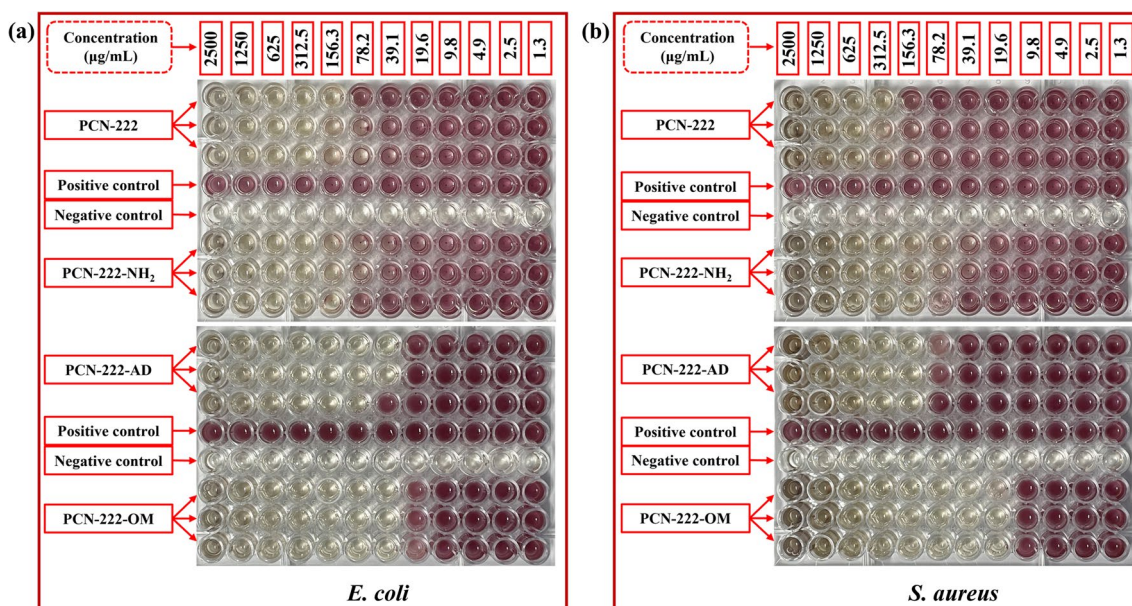 (a)
Concentration
(µg/mL)
2500
1250
625
312.5
156.3
78.2
39.1
19.6
9.8
4.9
2.5
1.3
PCN-222
Positive control
Negative control
PCN-222-NH₂
PCN-222-AD
Positive control
Negative control
PCN-222-OM
E. coli
(b)
Concentration
(µg/mL)
2500
1250
625
312.5
156.3
78.2
39.1
19.6
9.8
4.9
2.5
1.3
PCN-222
Positive control
Negative control
PCN-222-NH₂
PCN-222-AD
Positive control
Negative control
PCN-222-OM
S. aureus